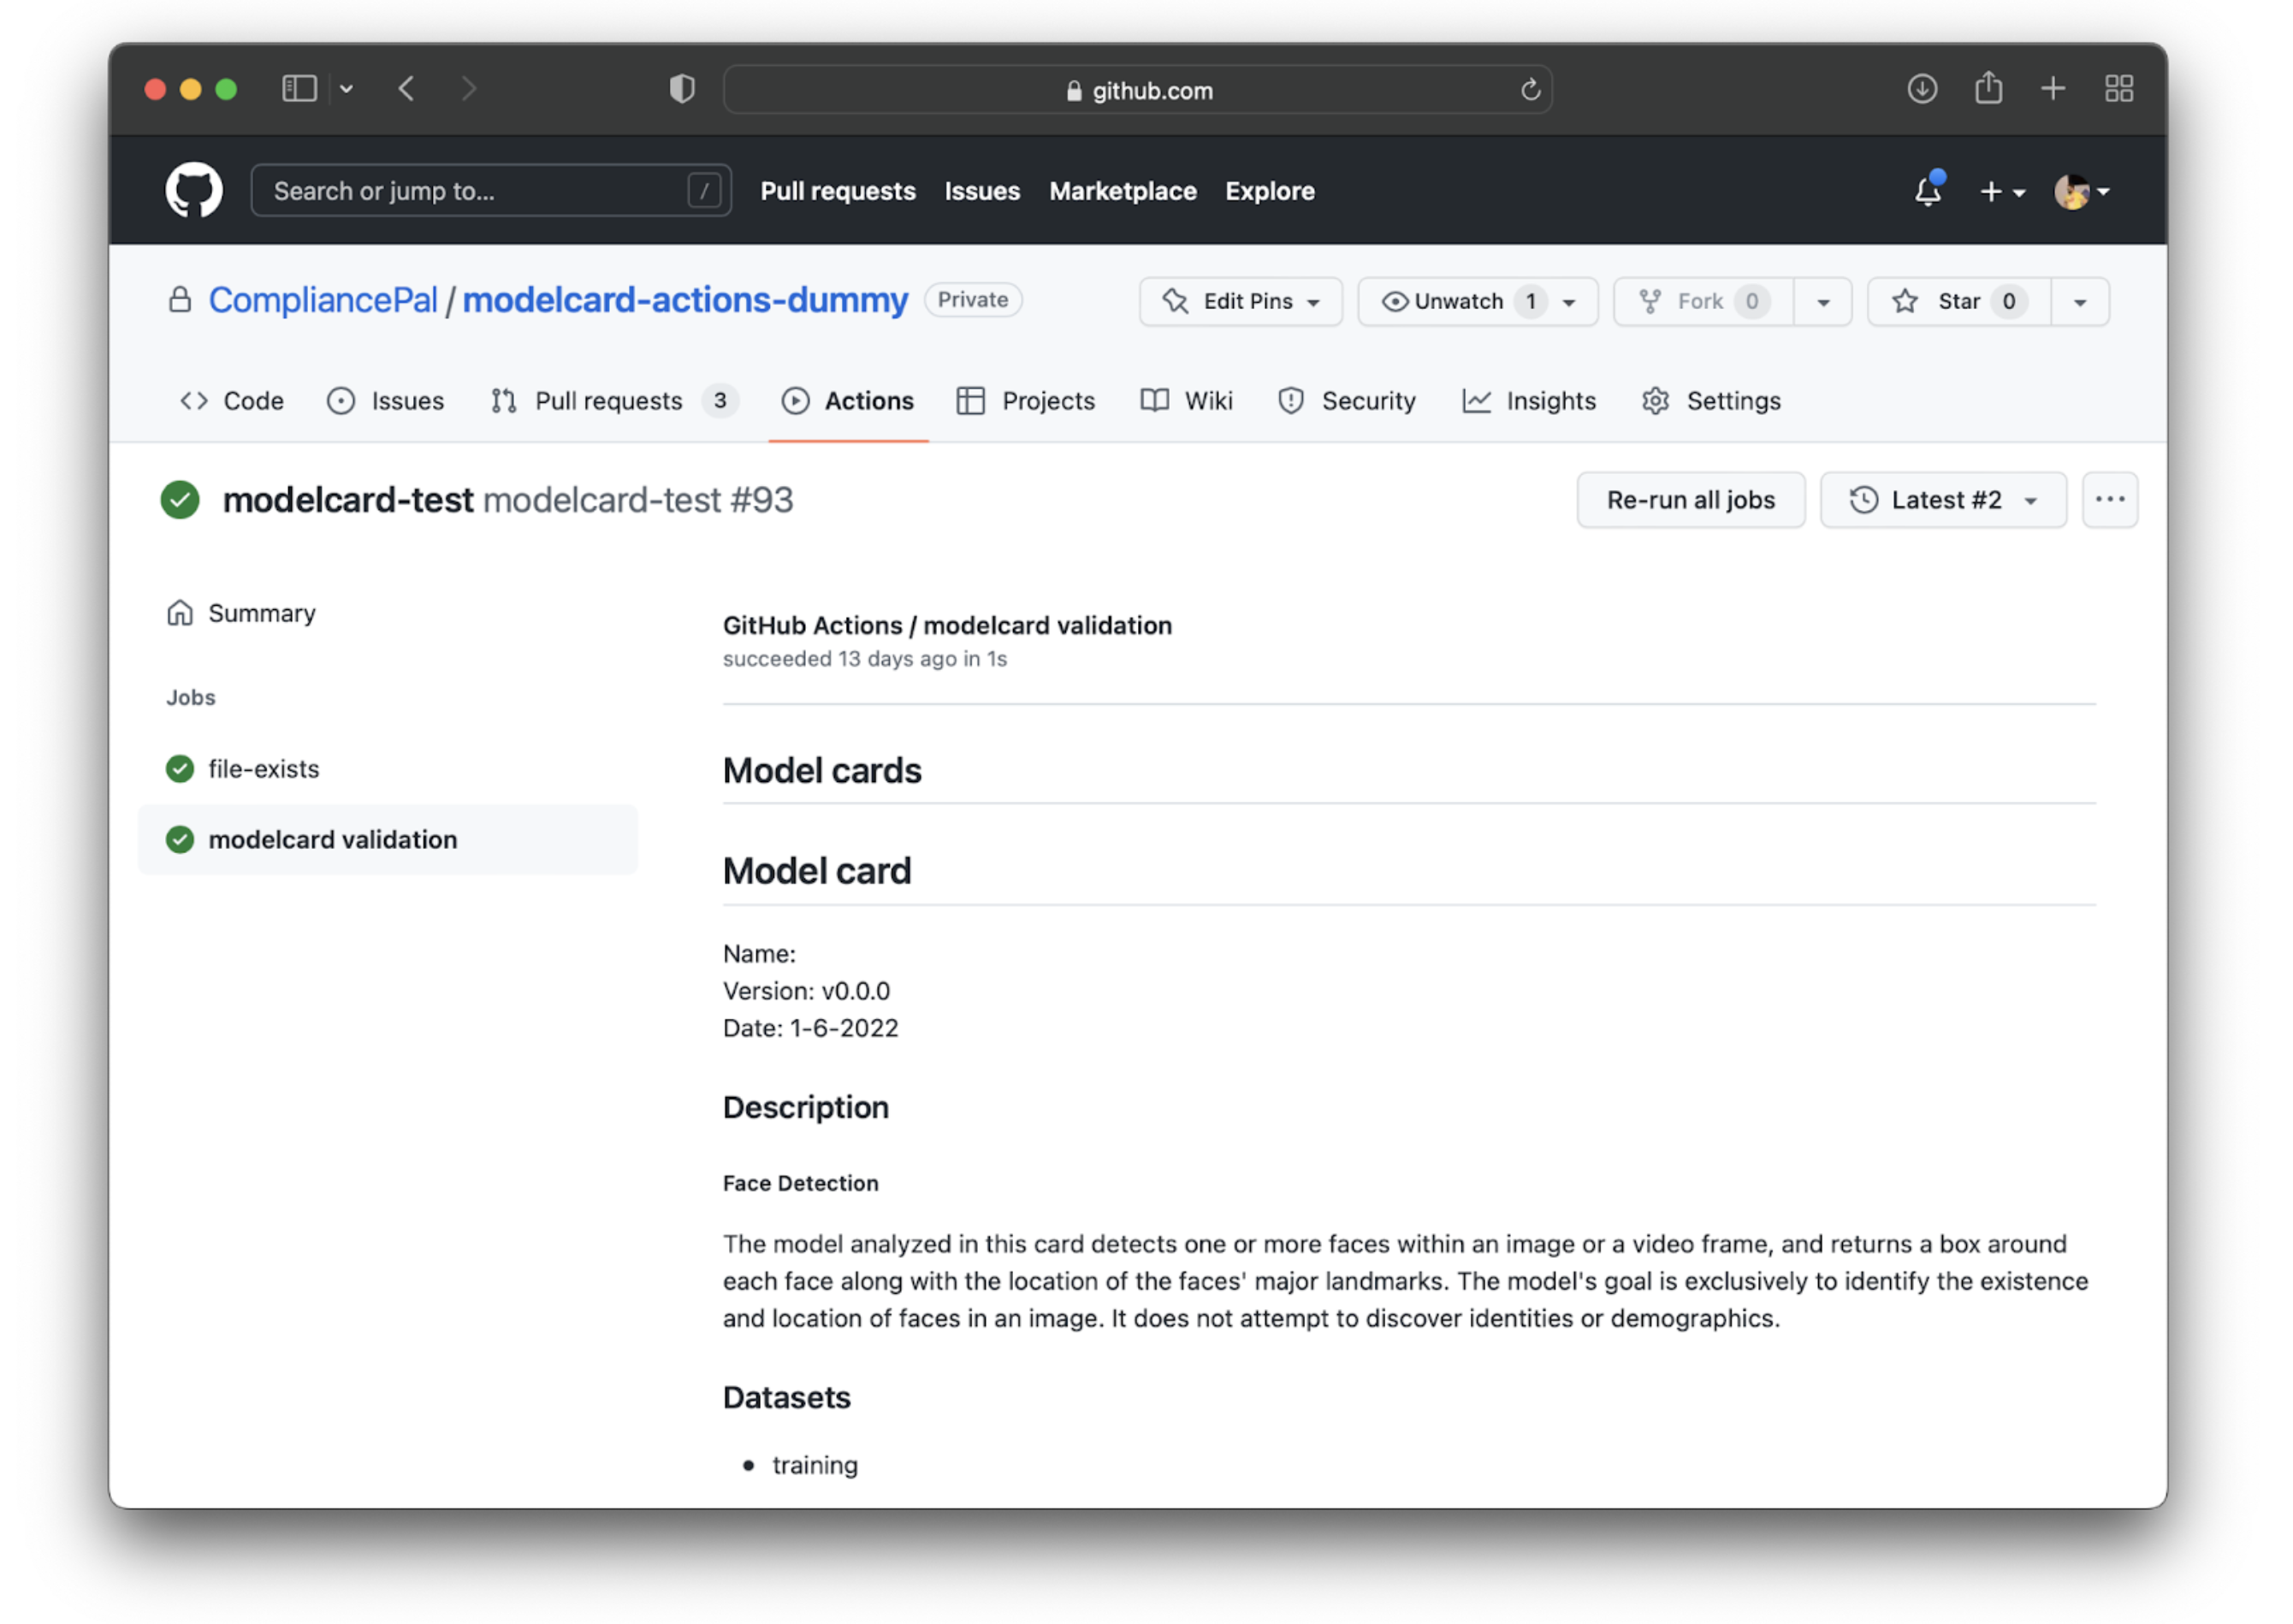 github.com
Search or jump to... /
Pull requests Issues Marketplace Explore
CompliancePal / modelcard-actions-dummy Private
Edit Pins Unwatch 1 Fork 0 Star 0
Code Issues Pull requests 3 Actions Projects Wiki Security Insights Settings
modelcard-test modelcard-test #93
Re-run all jobs Latest #2
Summary
Jobs
file-exists
modelcard validation
GitHub Actions / modelcard validation
succeeded 13 days ago in 1s
Model cards
Model card
Name:
Version: v0.0.0
Date: 1-6-2022
Description
Face Detection
The model analyzed in this card detects one or more faces within an image or a video frame, and returns a box around
each face along with the location of the faces' major landmarks. The model's goal is exclusively to identify the existence
and location of faces in an image. It does not attempt to discover identities or demographics.
Datasets
• training